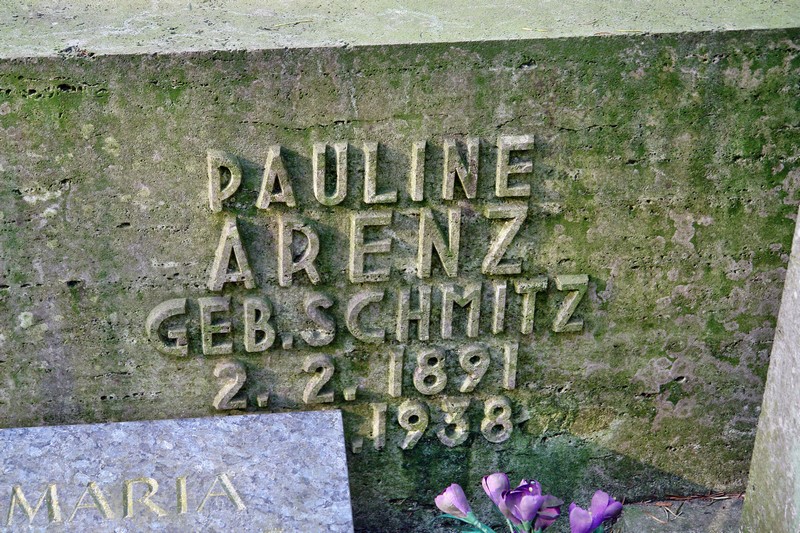 PAULINE
ARENZ
GEB. SCHMITZ
2. 2. 1891
.1938
MARIA